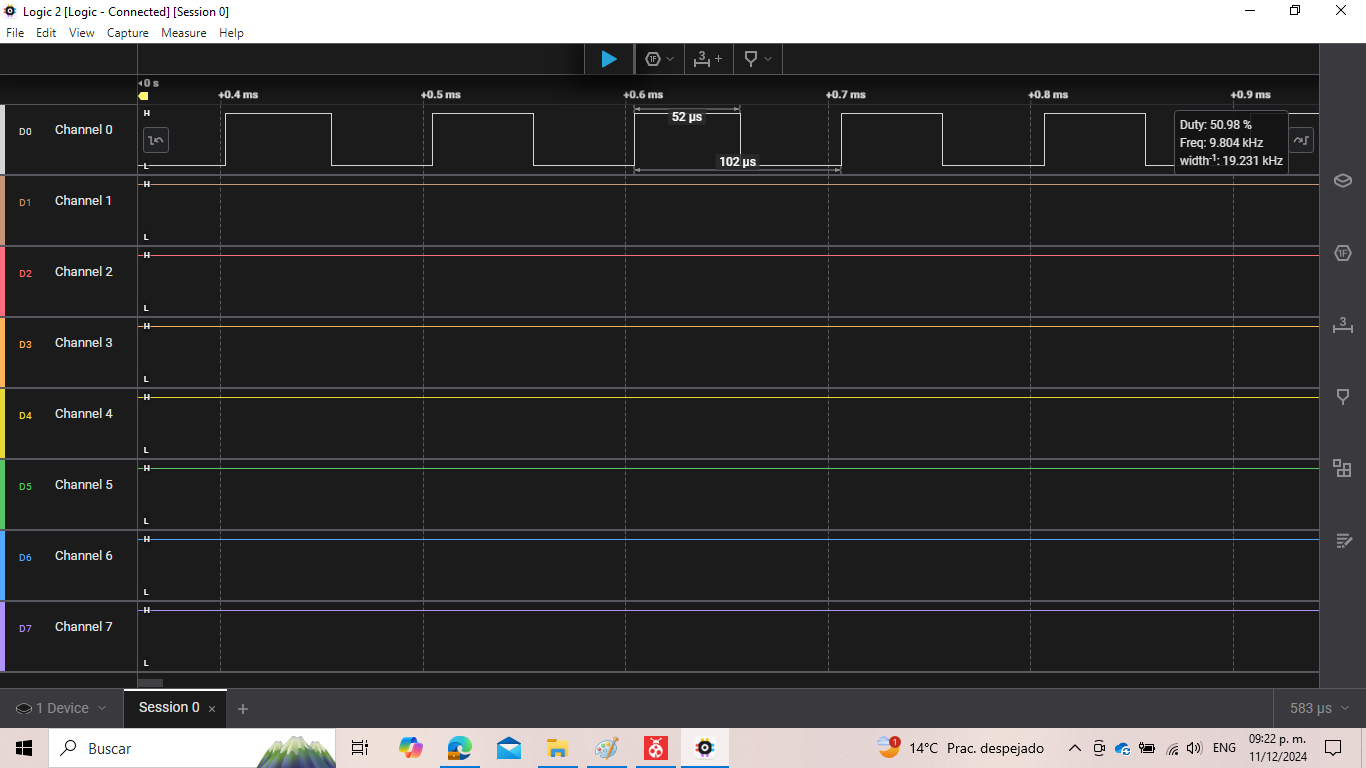 Logic 2 [Logic - Connected] [Session 0]
File Edit View Capture Measure Help
1F 3 +
0 s
+0.4 ms +0.5 ms +0.6 ms +0.7 ms +0.8 ms +0.9 ms
D0 Channel 0 H L
52 µs
102 µs
Duty: 50.98 %
Freq: 9.804 kHz
width-1: 19.231 kHz
D1 Channel 1 H L
D2 Channel 2 H L
D3 Channel 3 H L
D4 Channel 4 H L
D5 Channel 5 H L
D6 Channel 6 H L
D7 Channel 7 H L
1F
3
1 Device Session 0 × + 583 µs
Buscar
1
14°C Prac. despejado
ENG
09:22 p. m.
11/12/2024